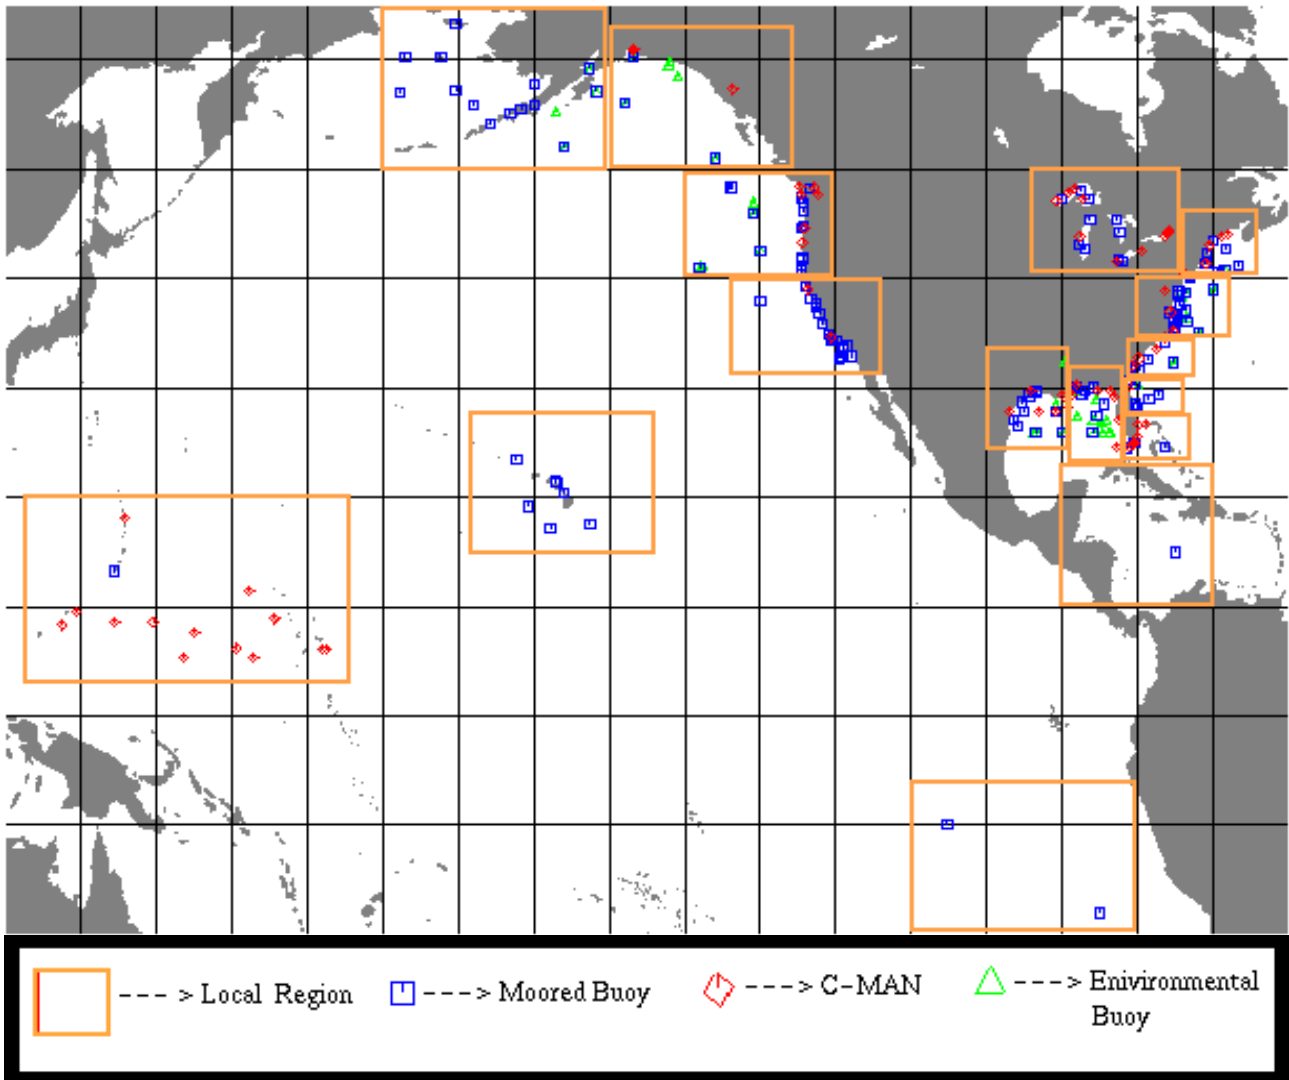 ---> Local Region
---> Moored Buoy
---> C-MAN
---> Enivironmental
Buoy